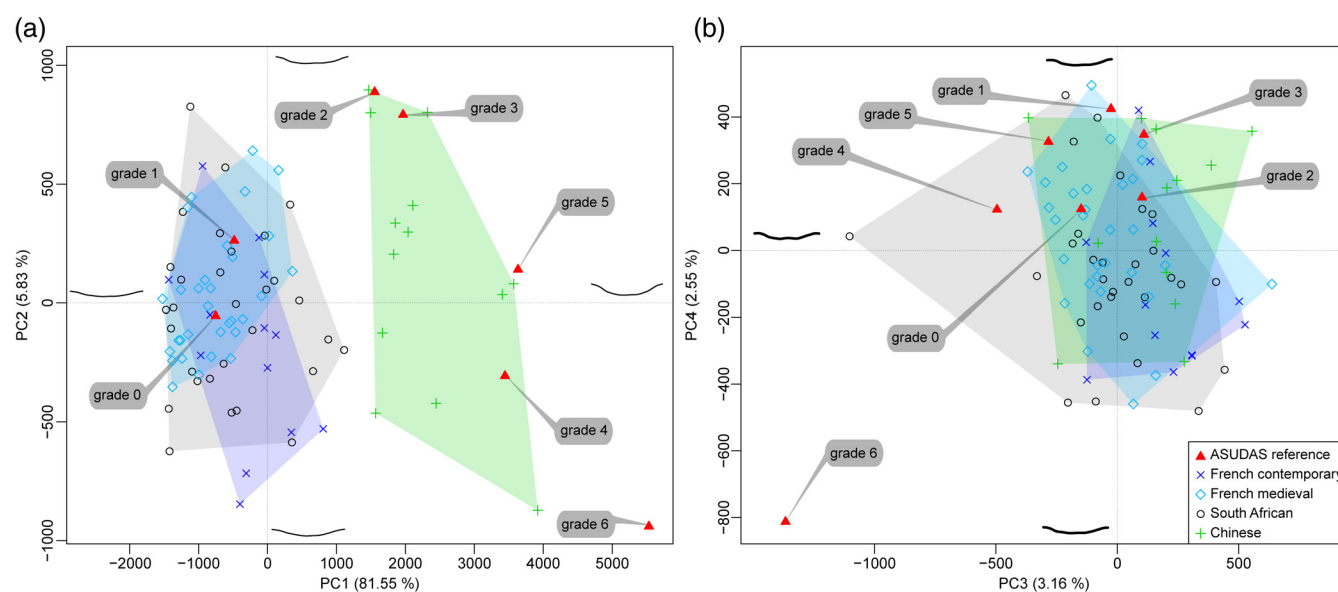 (a)
(b)
1000
500
0
-500
-1000
PC2 (5.83 %)
grade 2
grade 3
grade 1
grade 5
grade 0
grade 4
grade 6
-2000
-1000
0
1000
2000
3000
4000
5000
PC1 (81.55 %)
400
200
0
-200
-400
-600
-800
PC4 (2.55 %)
grade 1
grade 3
grade 5
grade 4
grade 2
grade 0
grade 6
ASUDAS reference
French contemporary
French medieval
South African
Chinese
-1000
-500
0
500
PC3 (3.16 %)